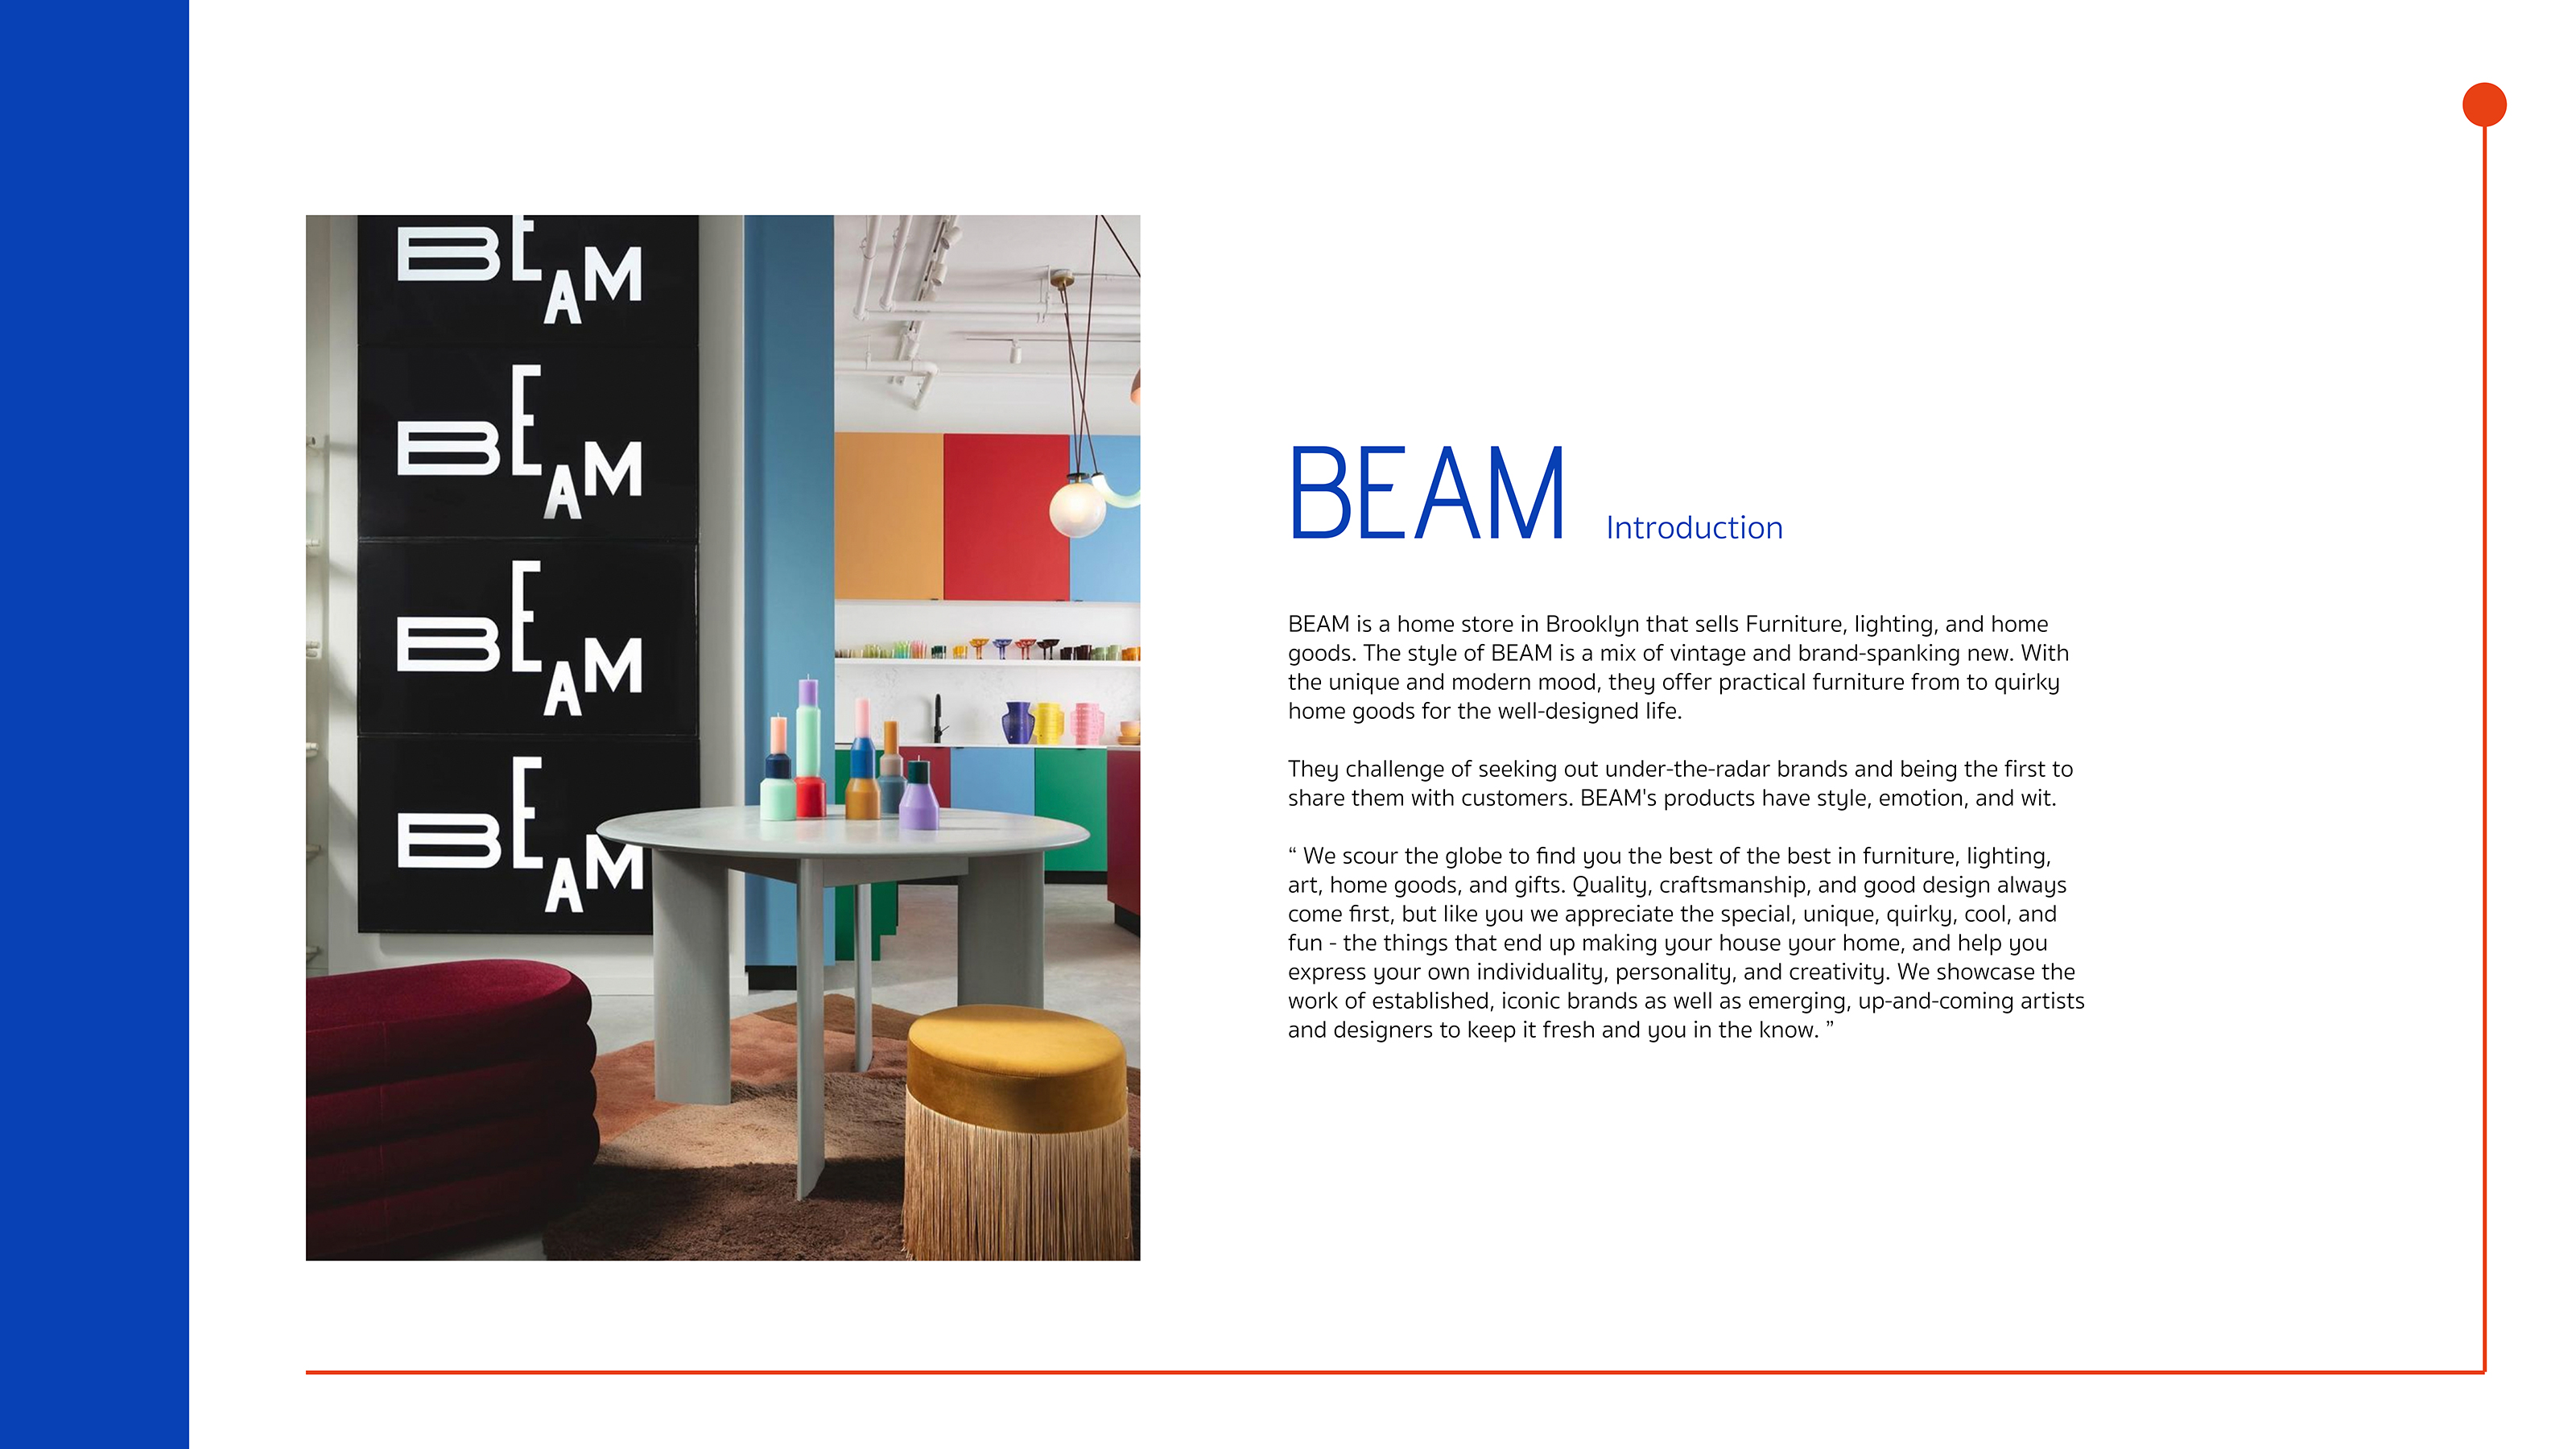 BEAM
BEAM
BEAM
BEAM
BEAM Introduction
BEAM is a home store in Brooklyn that sells Furniture, lighting, and home
goods. The style of BEAM is a mix of vintage and brand-spanking new. With
the unique and modern mood, they offer practical furniture from to quirky
home goods for the well-designed life.
They challenge of seeking out under-the-radar brands and being the first to
share them with customers. BEAM's products have style, emotion, and wit.
“ We scour the globe to find you the best of the best in furniture, lighting,
art, home goods, and gifts. Quality, craftsmanship, and good design always
come first, but like you we appreciate the special, unique, quirky, cool, and
fun - the things that end up making your house your home, and help you
express your own individuality, personality, and creativity. We showcase the
work of established, iconic brands as well as emerging, up-and-coming artists
and designers to keep it fresh and you in the know. ”